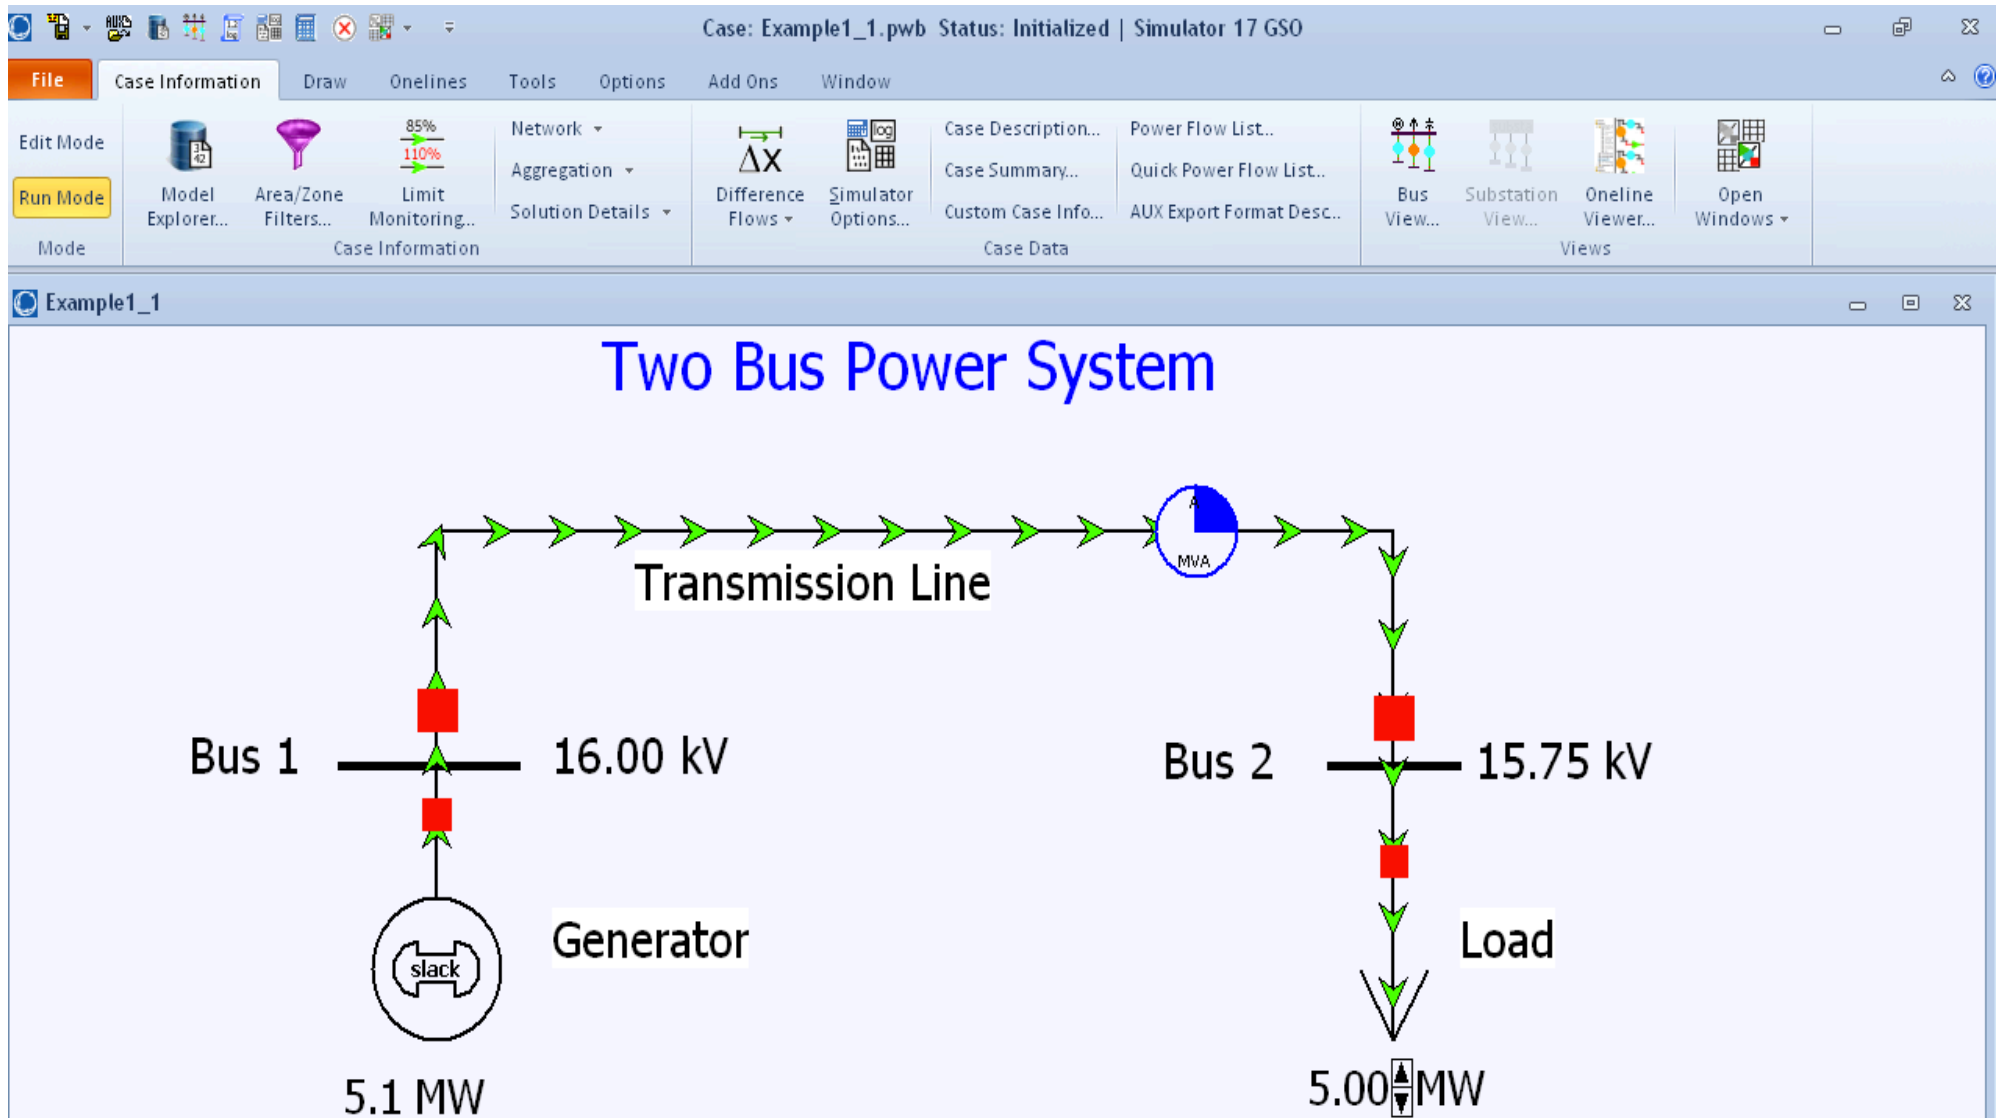 Case: Example1_1.pwb Status: Initialized | Simulator 17 GSO
File Case Information Draw Onelines Tools Options Add Ons Window
Edit Mode
Run Mode
Mode
Model
Explorer...
Area/Zone
Filters...
85%
110%
Limit
Monitoring...
Network
Aggregation
Solution Details
Case Information
ΔX
Difference
Flows
log
Simulator
Options...
Case Description...
Case Summary...
Custom Case Info...
Power Flow List...
Quick Power Flow List...
AUX Export Format Desc...
Case Data
Bus
View...
Substation
View...
Oneline
Viewer...
Open
Windows
Views
Example1_1
Two Bus Power System
A
MVA
Transmission Line
Bus 1
16.00 kV
Bus 2
15.75 kV
Generator
slack
Load
5.1 MW
5.00 MW